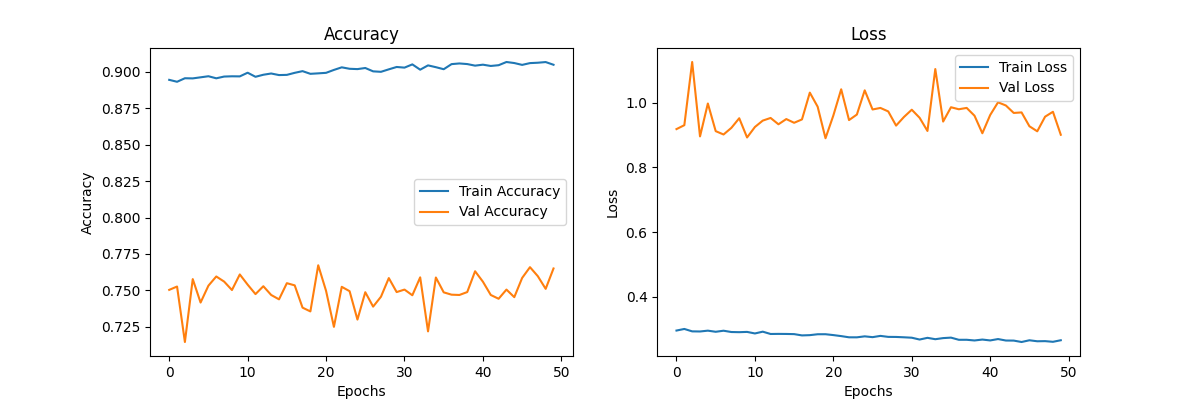 Accuracy
0.900
0.875
0.850
0.825
0.800
0.775
0.750
0.725
Accuracy
Train Accuracy
Val Accuracy
0 10 20 30 40 50
Epochs
Loss
1.0
0.8
0.6
0.4
Loss
Train Loss
Val Loss
0 10 20 30 40 50
Epochs